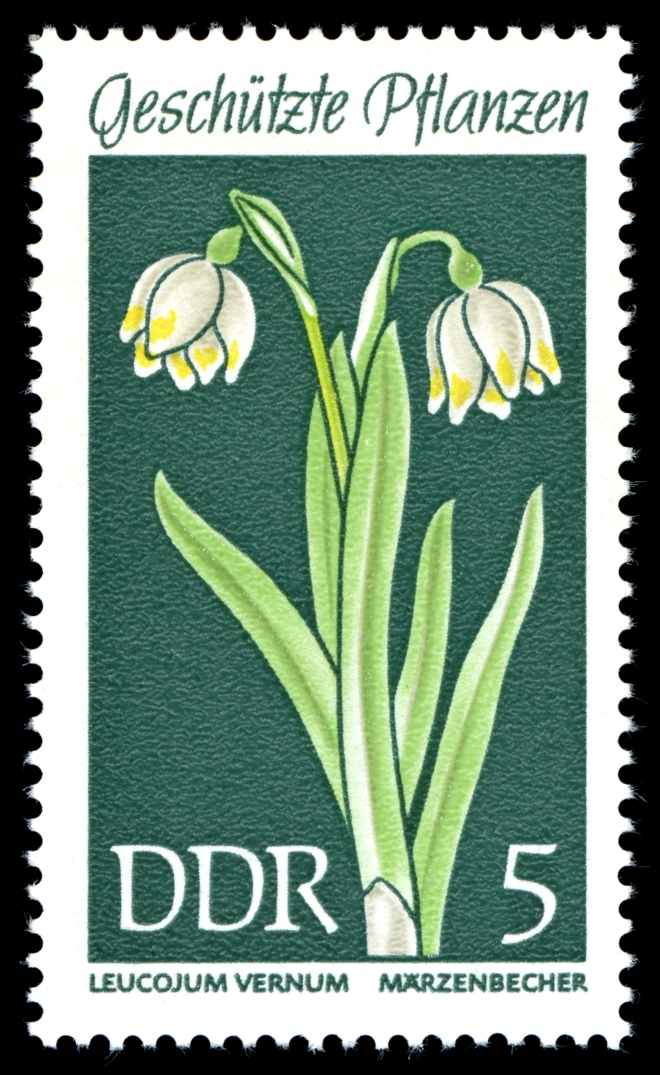 Geschützte Pflanzen
DDR 5
LEUCOJUM VERNUM MÄRZENBECHER